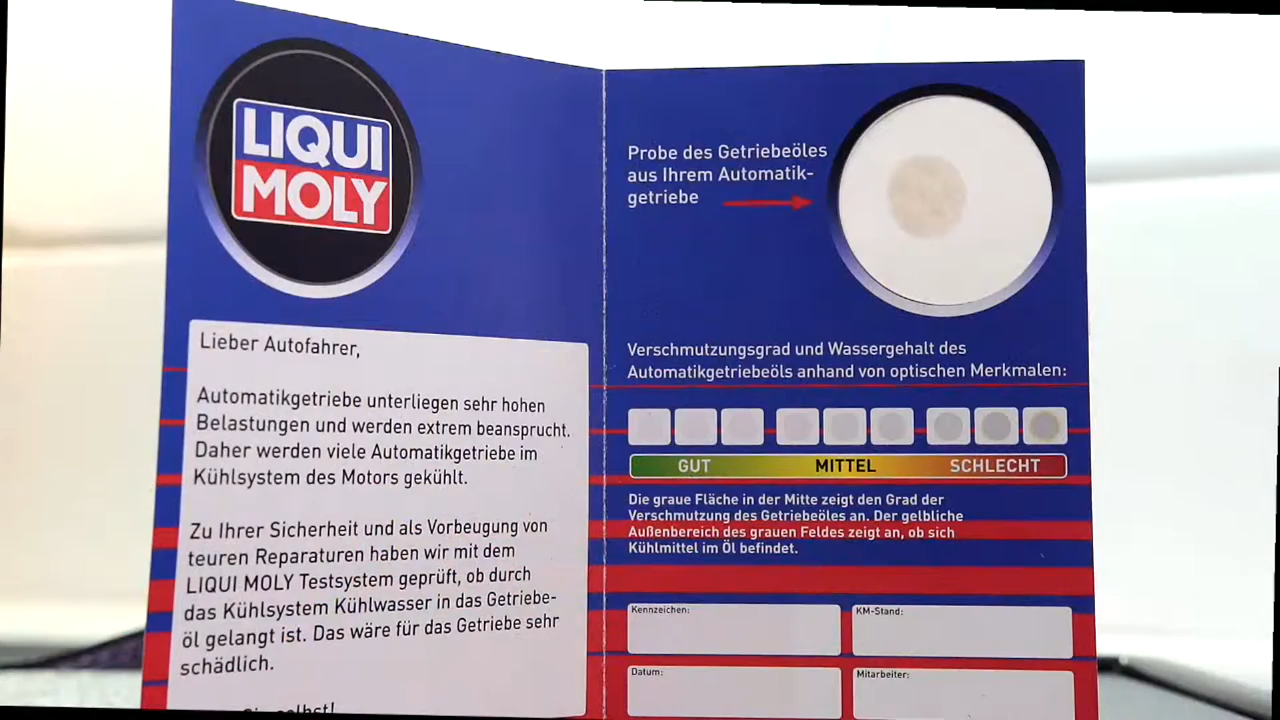 LIQUI
MOLY
Lieber Autofahrer,
Automatikgetriebe unterliegen sehr hohen
Belastungen und werden extrem beansprucht.
Daher werden viele Automatikgetriebe im
Kühlsystem des Motors gekühlt.
Zu Ihrer Sicherheit und als Vorbeugung von
teuren Reparaturen haben wir mit dem
LIQUI MOLY Testsystem geprüft, ob durch
das Kühlsystem Kühlwasser in das Getriebe-
öl gelangt ist. Das wäre für das Getriebe sehr
schädlich.
selbst!
Probe des Getriebeöles
aus Ihrem Automatik-
getriebe
Verschmutzungsgrad und Wassergehalt des
Automatikgetriebeöls anhand von optischen Merkmalen:
GUT MITTEL SCHLECHT
Die graue Fläche in der Mitte zeigt den Grad der
Verschmutzung des Getriebeöles an. Der gelbliche
Außenbereich des grauen Feldes zeigt an, ob sich
Kühlmittel im Öl befindet.
Kennzeichen: KM-Stand:
Datum: Mitarbeiter: